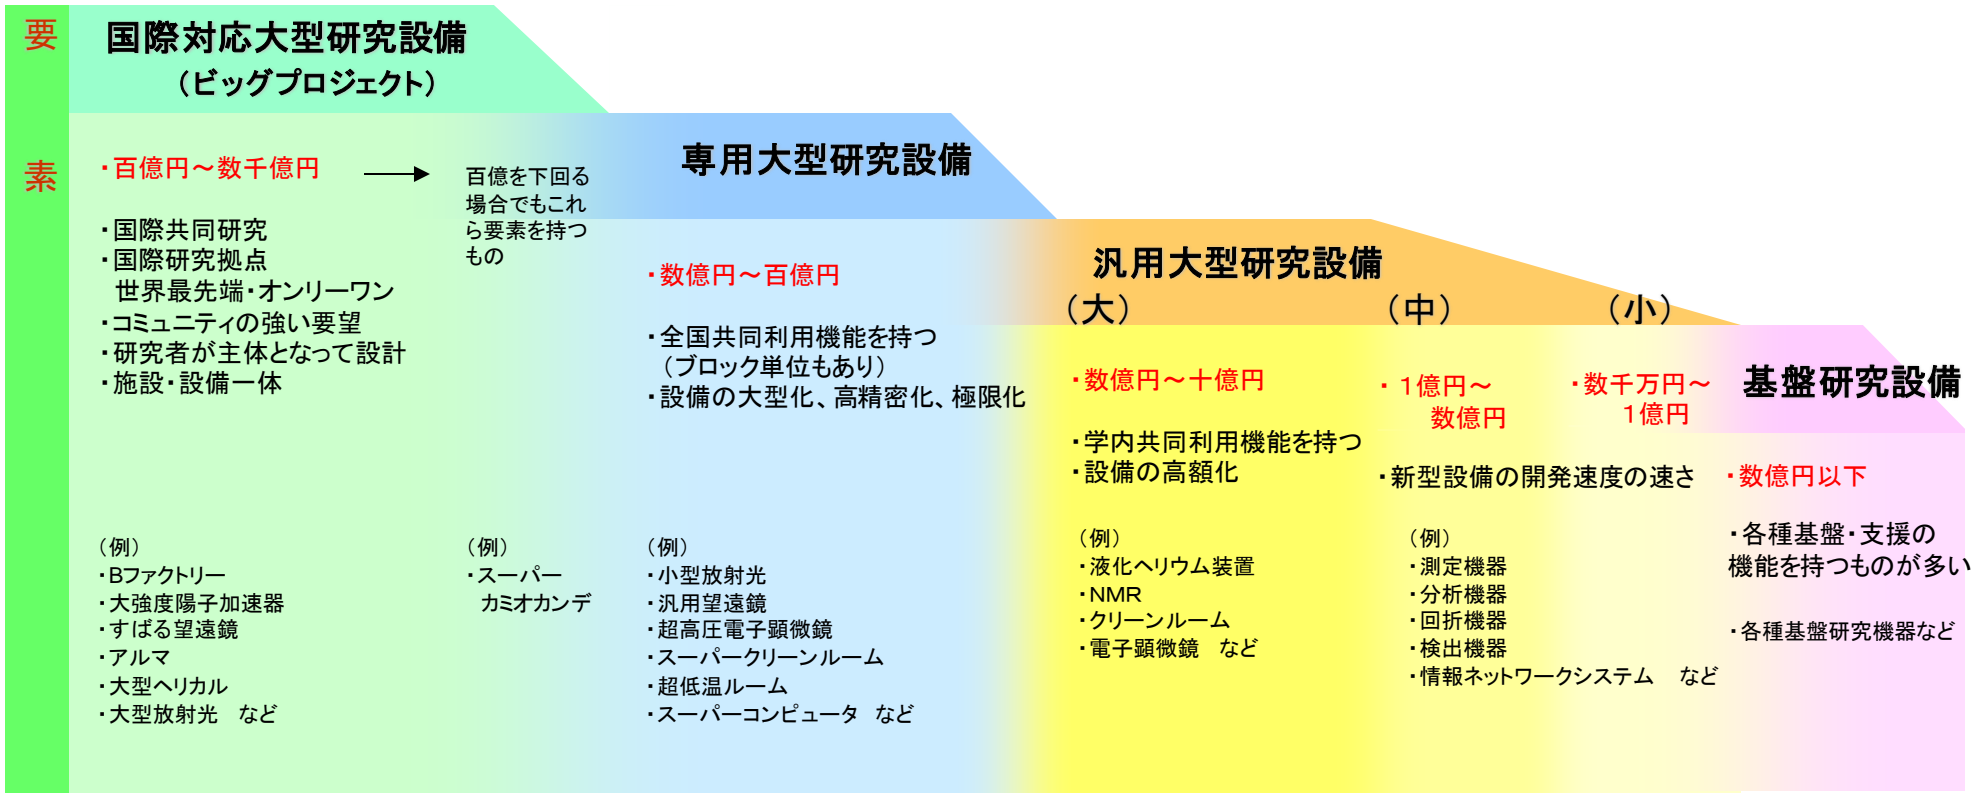 要
素
国際対応大型研究設備
（ビッグプロジェクト）
・百億円～数千億円
・国際共同研究
・国際研究拠点
世界最先端・オンリーワン
・コミュニティの強い要望
・研究者が主体となって設計
・施設・設備一体
（例）
・Bファクトリー
・大強度陽子加速器
・すばる望遠鏡
・アルマ
・大型ヘリカル
・大型放射光　など
百億を下回る
場合でもこれ
ら要素を持つ
もの
（例）
・スーパー
カミオカンデ
専用大型研究設備
・数億円～百億円
・全国共同利用機能を持つ
（ブロック単位もあり）
・設備の大型化、高精密化、極限化
（例）
・小型放射光
・汎用望遠鏡
・超高圧電子顕微鏡
・スーパークリーンルーム
・超低温ルーム
・スーパーコンピュータ　など
汎用大型研究設備
（大）
・数億円～十億円
・学内共同利用機能を持つ
・設備の高額化
（例）
・液化ヘリウム装置
・NMR
・クリーンルーム
・電子顕微鏡　など
（中）
・１億円～
数億円
（小）
・数千万円～
１億円
・新型設備の開発速度の速さ
（例）
・測定機器
・分析機器
・回折機器
・検出機器
・情報ネットワークシステム　など
基盤研究設備
・数億円以下
・各種基盤・支援の
機能を持つものが多い
・各種基盤研究機器など